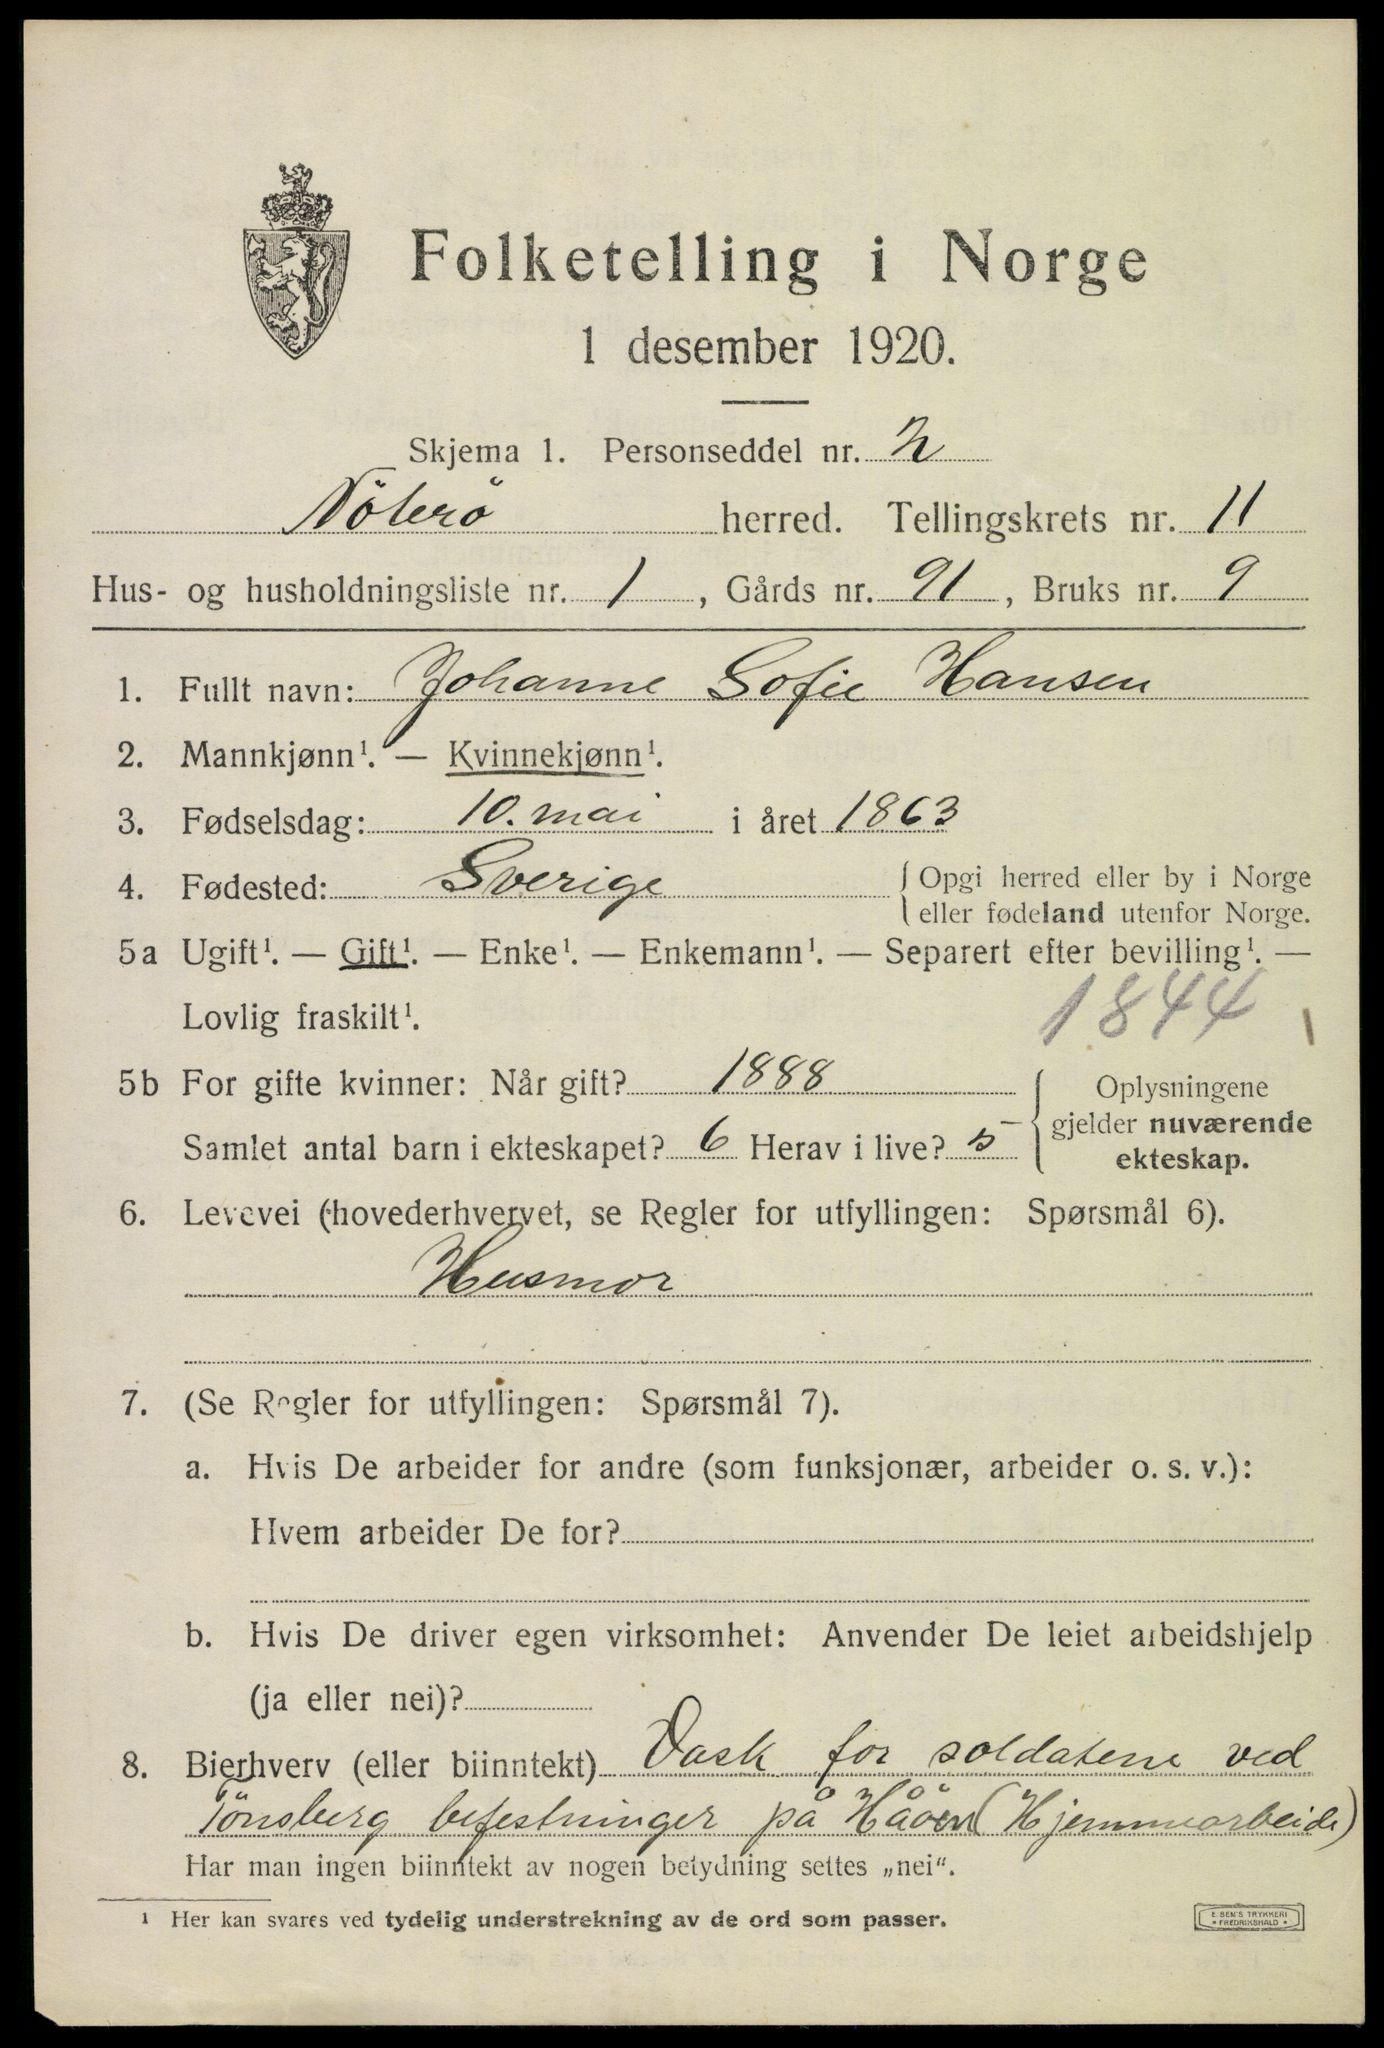 Folketelling i Norge
1 desember 1920.
Skjema 1. Personseddel nr. 2
Nöterö herred. Tellingskrets nr. 11
Hus- og husholdningsliste nr. 1, Gårds nr. 91, Bruks nr. 9
1. Fullt navn: Johanne Sofie Hansen
2. Mannkjønn¹. — Kvinnekjønn¹.
3. Fødselsdag: 10. mai i året 1863
4. Fødested: Sverige { Opgi herred eller by i Norge
eller fødeland utenfor Norge.
5a Ugift¹. — Gift¹. — Enke¹. — Enkemann¹. — Separert efter bevilling¹. —
Lovlig fraskilt¹. 1844
5b For gifte kvinner: Når gift? 1888
Samlet antal barn i ekteskapet? 6 Herav i live? 5
Oplysningene
gjelder nuværende
ekteskap.
6. Levevei (hovederhvervet, se Regler for utfyllingen: Spørsmål 6).
Husmor
7. (Se Regler for utfyllingen: Spørsmål 7).
a. Hvis De arbeider for andre (som funksjonær, arbeider o. s. v.):
Hvem arbeider De for?
b. Hvis De driver egen virksomhet: Anvender De leiet arbeidshjelp
(ja eller nei)?
8. Bierhverv (eller biinntekt) Vask for soldatene ved
Tönsberg befestninger på Håöen (Hjemmearbeide)
Har man ingen biinntekt av nogen betydning settes „nei“.
¹ Her kan svares ved tydelig understrekning av de ord som passer.
E. SEM'S TRYKKERI
* FREDRIKSHALD *